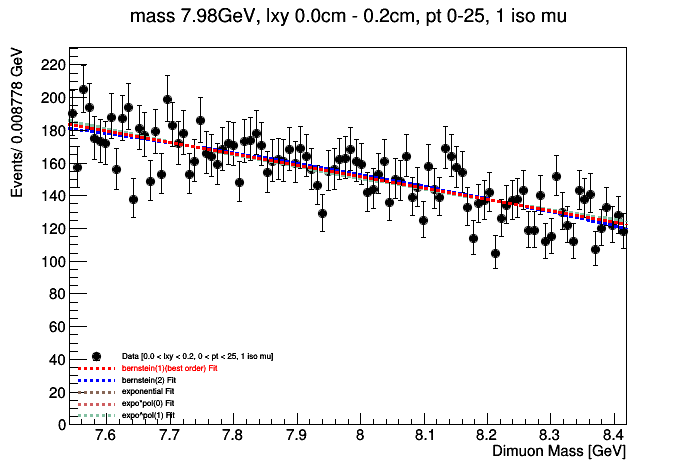 mass 7.98GeV, lxy 0.0cm - 0.2cm, pt 0-25, 1 iso mu
Events/ 0.008778 GeV
220
200
180
160
140
120
100
80
60
40
20
0
Data [0.0 < lxy < 0.2, 0 < pt < 25, 1 iso mu]
bernstein(1)(best order) Fit
bernstein(2) Fit
exponential Fit
expo*pol(0) Fit
expo*pol(1) Fit
7.6 7.7 7.8 7.9 8 8.1 8.2 8.3 8.4
Dimuon Mass [GeV]